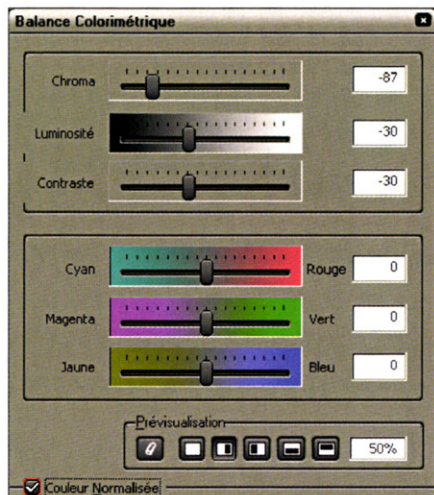 Balance Colorimétrique
Chroma -87
Luminosité -30
Contraste -30
Cyan Rouge 0
Magenta Vert 0
Jaune Bleu 0
Prévisualisation
50%
Couleur Normalisée